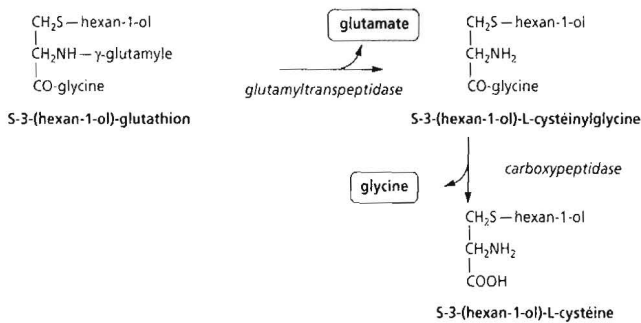 CH₂S — hexan-1-ol
CH₂NH — γ-glutamyle
CO-glycine
S-3-(hexan-1-ol)-glutathion
glutamate
glutamyltranspeptidase
CH₂S — hexan-1-ol
CH₂NH₂
CO-glycine
S-3-(hexan-1-ol)-L-cystéinylglycine
glycine
carboxypeptidase
CH₂S — hexan-1-ol
CH₂NH₂
COOH
S-3-(hexan-1-ol)-L-cystéine